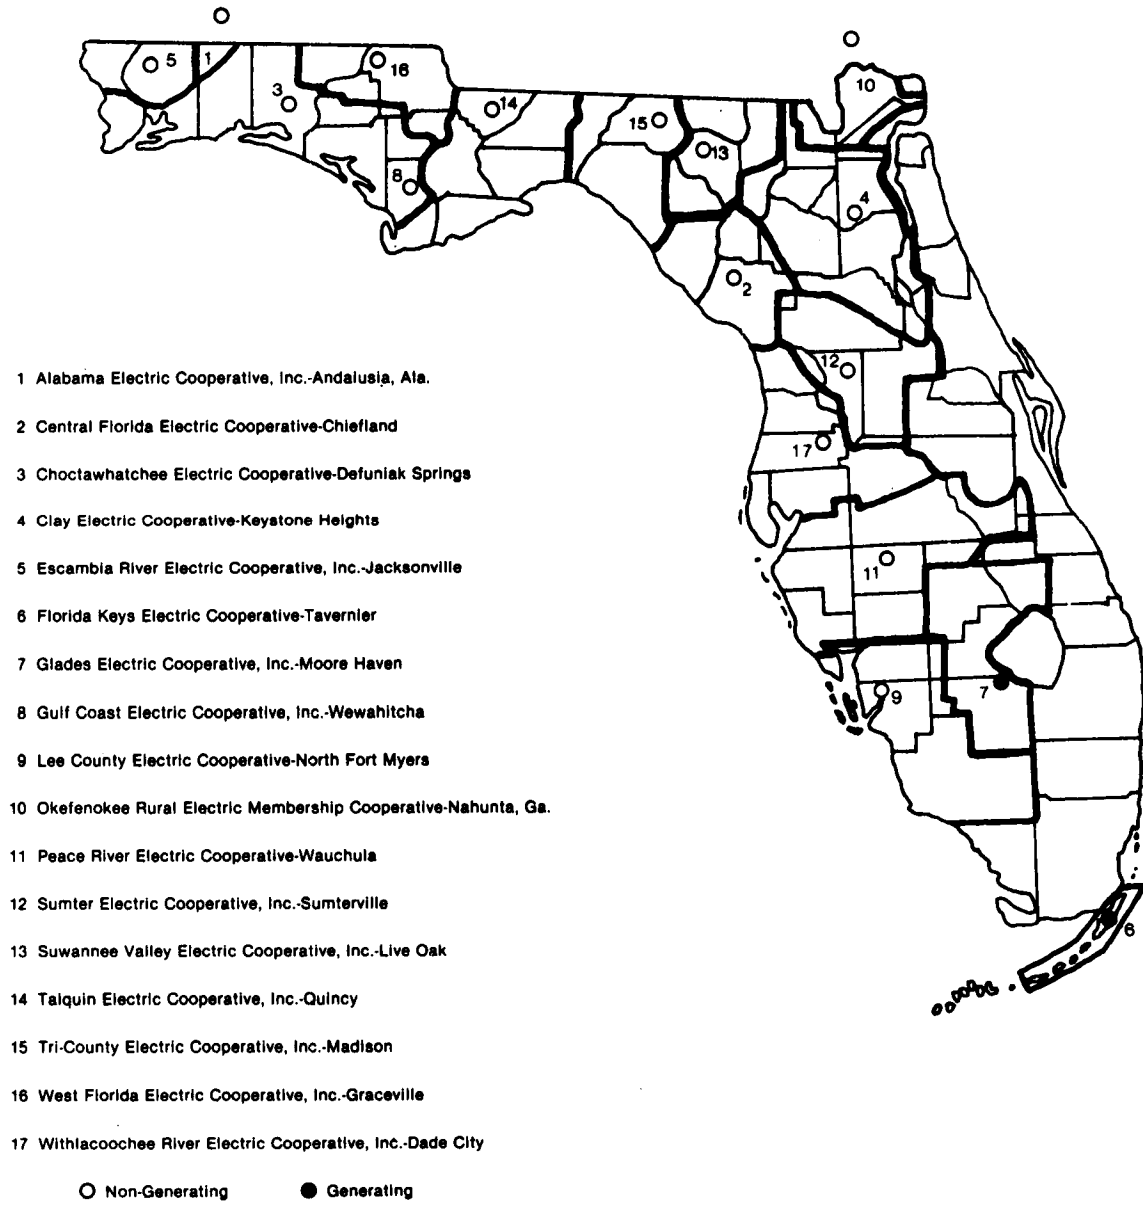 5
1
16
3
14
15
13
10
8
4
2
12
17
11
9
7
6
1 Alabama Electric Cooperative, Inc.-Andalusia, Ala.
2 Central Florida Electric Cooperative-Chiefland
3 Choctawhatchee Electric Cooperative-Defuniak Springs
4 Clay Electric Cooperative-Keystone Heights
5 Escambia River Electric Cooperative, Inc.-Jacksonville
6 Florida Keys Electric Cooperative-Tavernier
7 Glades Electric Cooperative, Inc.-Moore Haven
8 Gulf Coast Electric Cooperative, Inc.-Wewahitcha
9 Lee County Electric Cooperative-North Fort Myers
10 Okefenokee Rural Electric Membership Cooperative-Nahunta, Ga.
11 Peace River Electric Cooperative-Wauchula
12 Sumter Electric Cooperative, Inc.-Sumterville
13 Suwannee Valley Electric Cooperative, Inc.-Live Oak
14 Talquin Electric Cooperative, Inc.-Quincy
15 Tri-County Electric Cooperative, Inc.-Madison
16 West Florida Electric Cooperative, Inc.-Graceville
17 Withlacoochee River Electric Cooperative, Inc.-Dade City
Non-Generating Generating